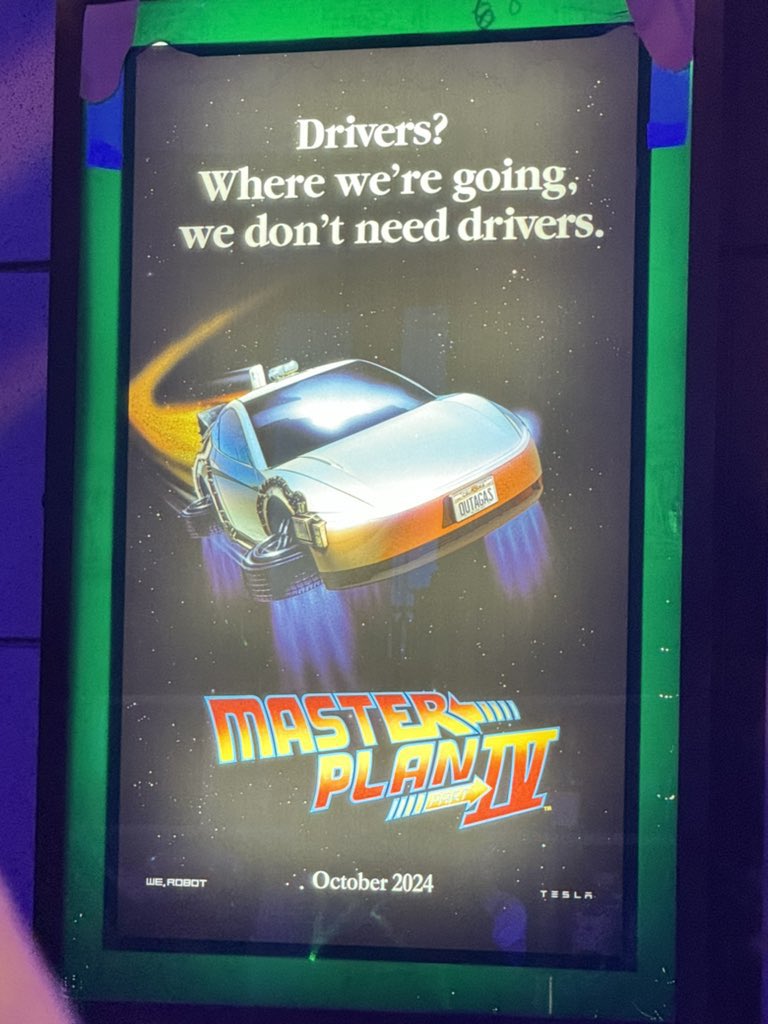 Drivers?
Where we're going,
we don't need drivers.
OUTAGAS
MASTER
PLAN
PART IV
TM
WE, ROBOT
October 2024
TESLA